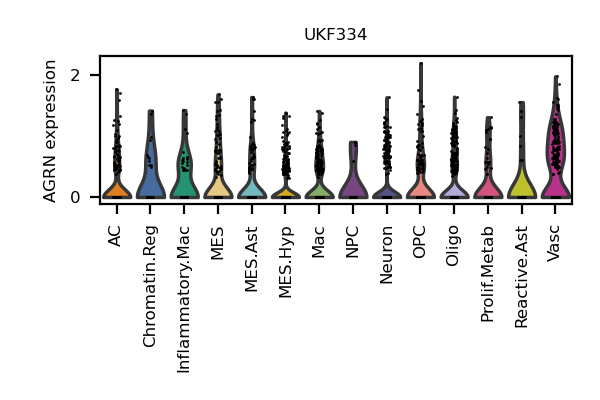 UKF334
AGRN expression
2
0
AC
Chromatin.Reg
Inflammatory.Mac
MES
MES.Ast
MES.Hyp
Mac
NPC
Neuron
OPC
Oligo
Prolif.Metab
Reactive.Ast
Vasc